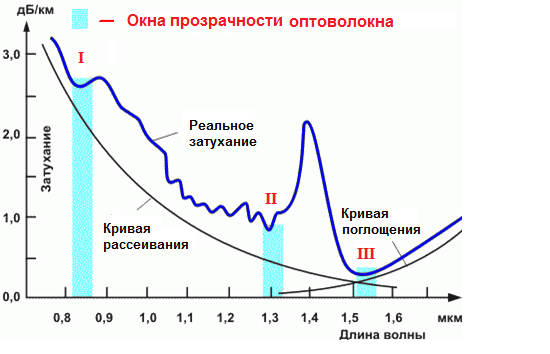 дБ/км
— Окна прозрачности оптоволокна
I
3,0
Реальное
затухание
Затухание
2,0
II
Кривая
поглощения
1,0
Кривая
рассеивания
III
0,0
0,8 0,9 1,0 1,1 1,2 1,3 1,4 1,5 1,6 мкм
Длина волны